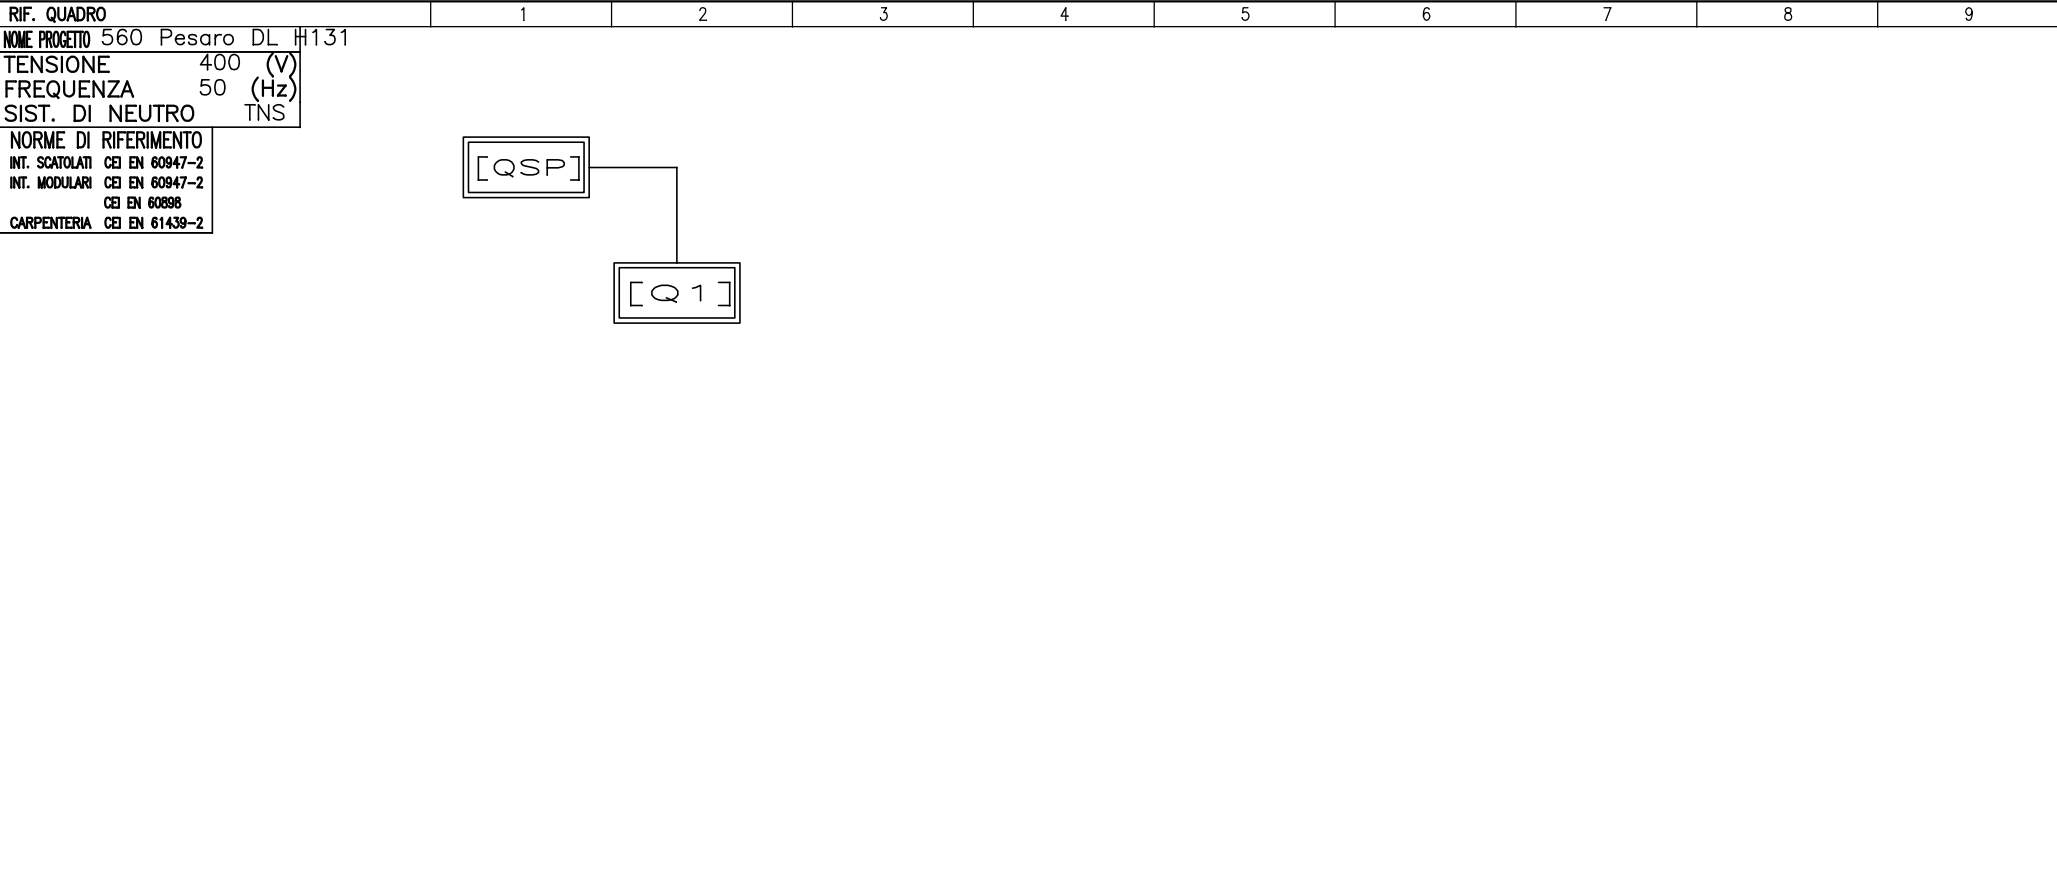 RIF. QUADRO 1 2 3 4 5 6 7 8 9
NOME PROGETTO 560 Pesaro DL H131
TENSIONE 400 (V)
FREQUENZA 50 (Hz)
SIST. DI NEUTRO TNS
NORME DI RIFERIMENTO
INT. SCATOLATI CEI EN 60947-2
INT. MODULARI CEI EN 60947-2
CEI EN 60898
CARPENTERIA CEI EN 61439-2
[QSP]
[Q1]